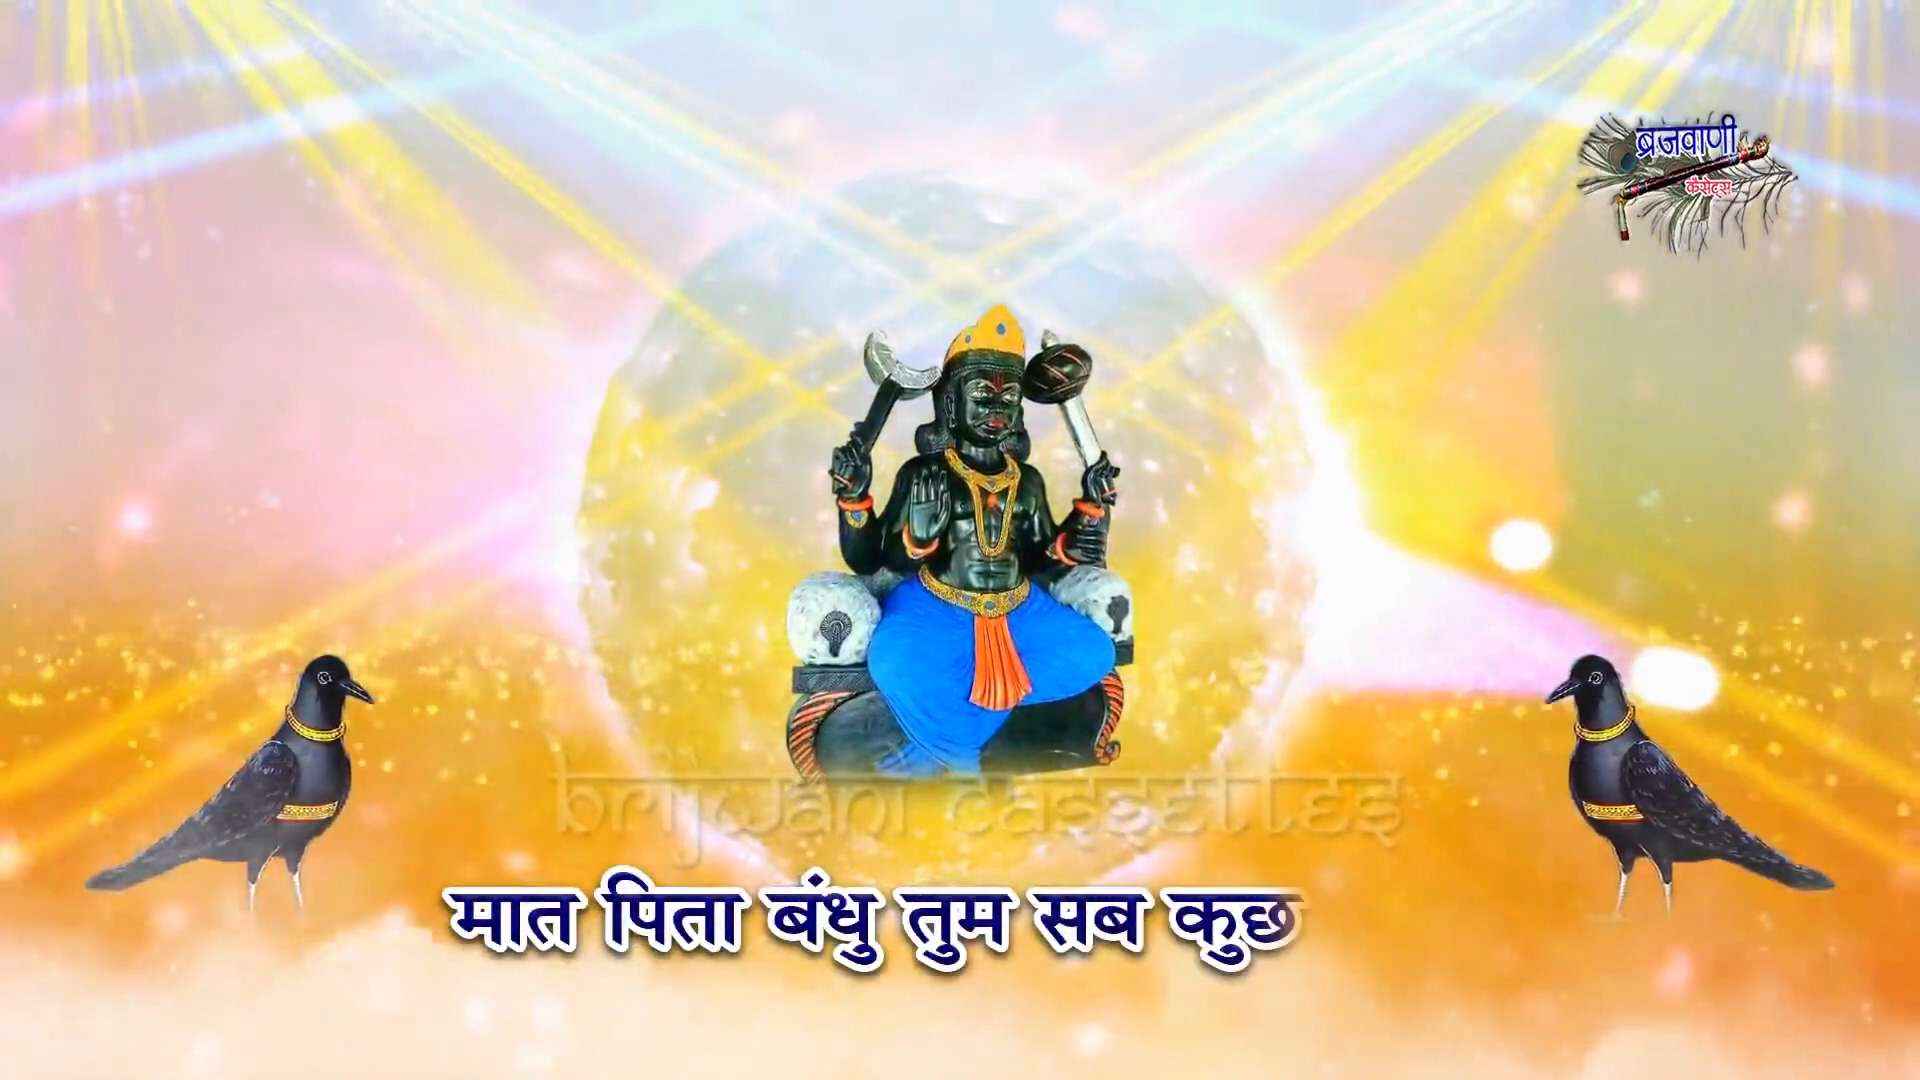 ब्रजवाणी
कैसेट्स
BRIJWANI CASSETTES
मात पिता बंधु तुम सब कुछ